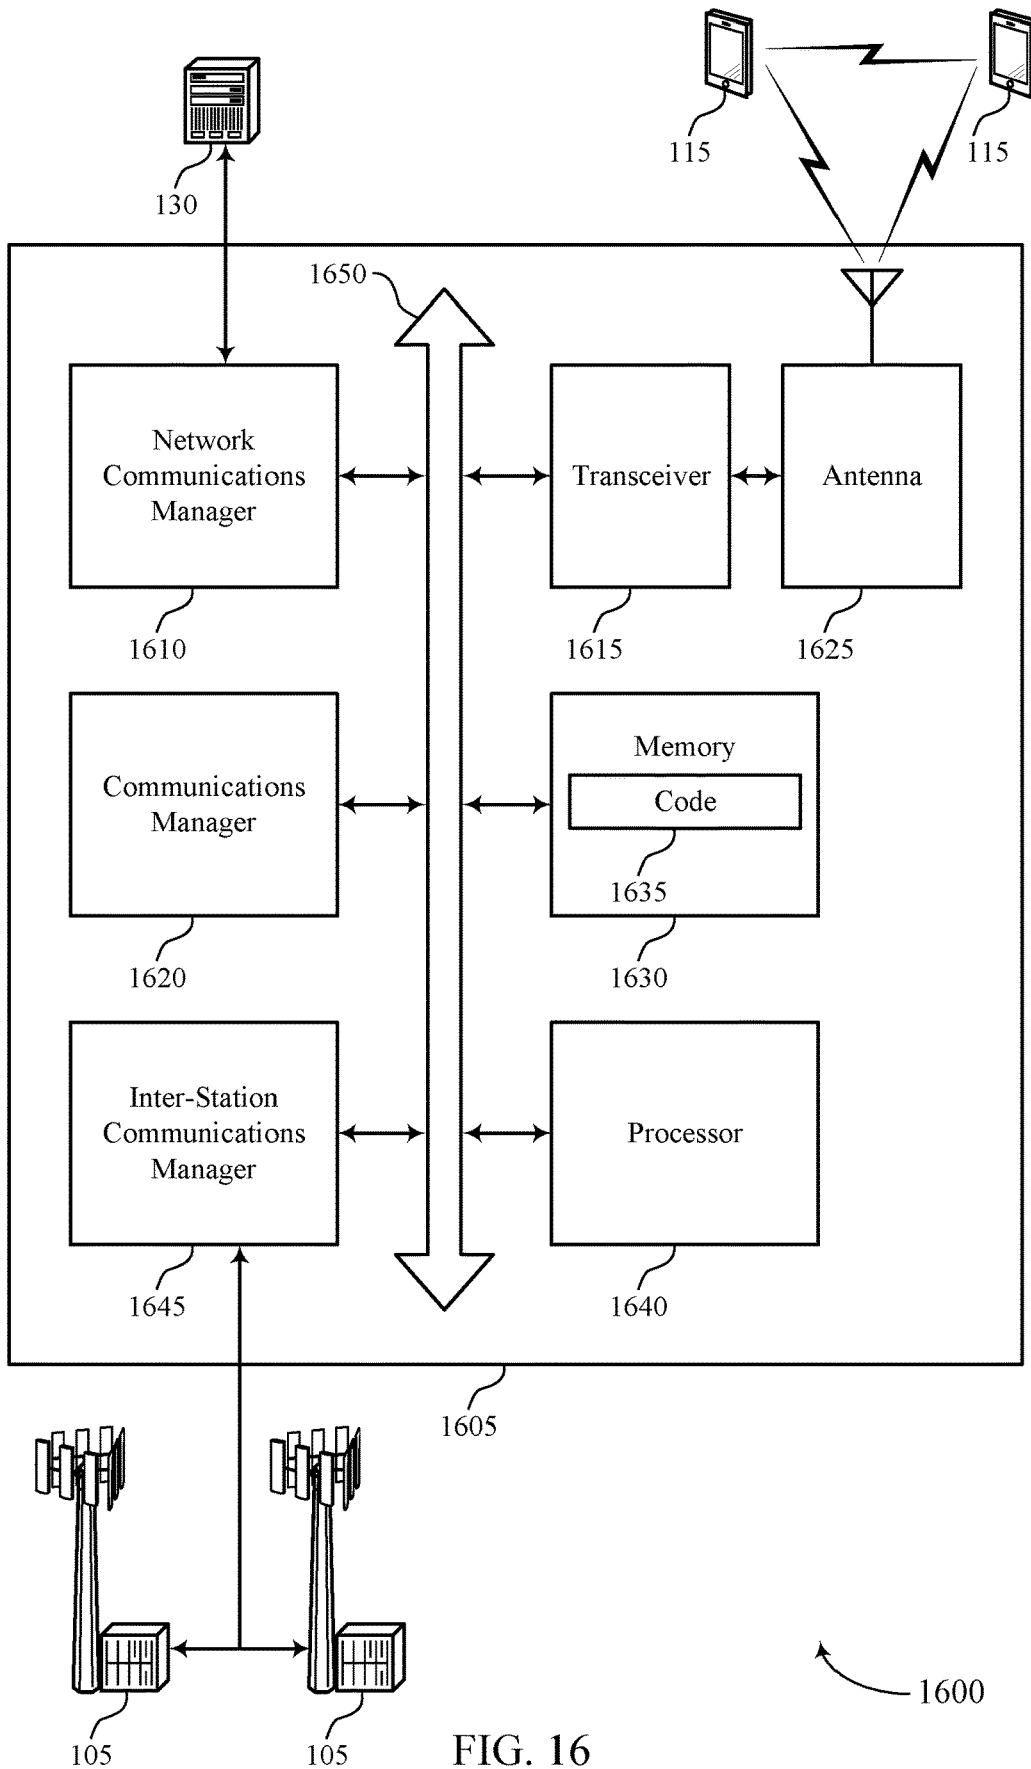 130
115
115
1650
Network
Communications
Manager
Transceiver
Antenna
1610
1615
1625
Communications
Manager
Memory
Code
1635
1620
1630
Inter-Station
Communications
Manager
Processor
1645
1640
1605
105
105
1600
FIG. 16